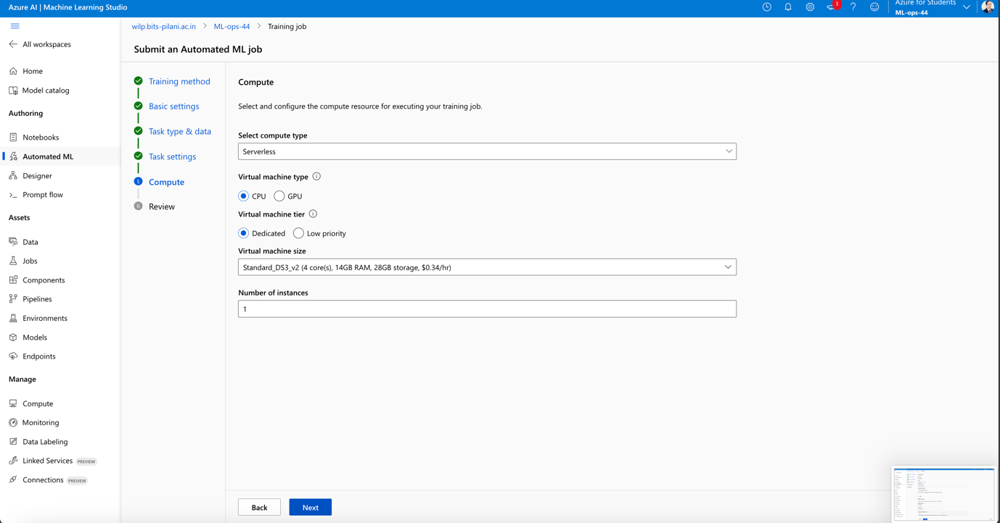 Azure AI | Machine Learning Studio
3
Azure for Students
ML-ops-44
All workspaces
Home
Model catalog
Authoring
Notebooks
Automated ML
Designer
Prompt flow
Assets
Data
Jobs
Components
Pipelines
Environments
Models
Endpoints
Manage
Compute
Monitoring
Data Labeling
Linked Services PREVIEW
Connections PREVIEW
wilp.bits-pilani.ac.in > ML-ops-44 > Training job
Submit an Automated ML job
Training method
Basic settings
Task type & data
Task settings
5 Compute
6 Review
Compute
Select and configure the compute resource for executing your training job.
Select compute type
Serverless
Virtual machine type
CPU GPU
Virtual machine tier
Dedicated Low priority
Virtual machine size
Standard_DS3_v2 (4 core(s), 14GB RAM, 28GB storage, $0.34/hr)
Number of instances
1
Back Next